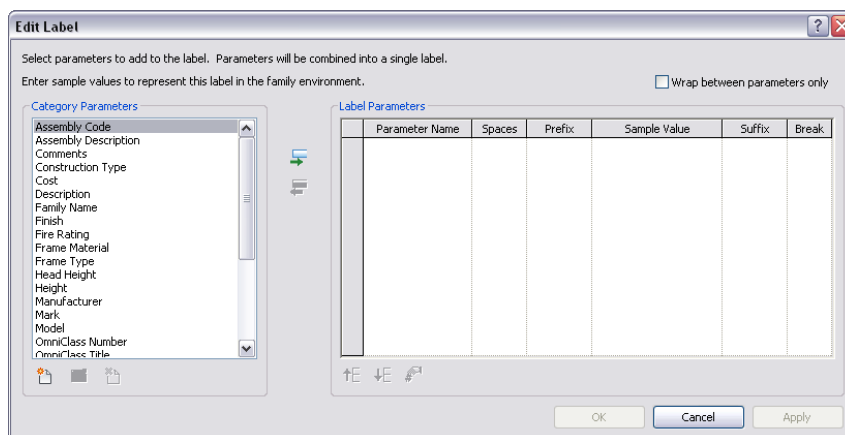 Edit Label
Select parameters to add to the label. Parameters will be combined into a single label.
Enter sample values to represent this label in the family environment.
Wrap between parameters only
Category Parameters
Label Parameters
Assembly Code
Assembly Description
Comments
Construction Type
Cost
Description
Family Name
Finish
Fire Rating
Frame Material
Frame Type
Head Height
Height
Manufacturer
Mark
Model
OmniClass Number
OmniClass Title
Parameter Name Spaces Prefix Sample Value Suffix Break
OK Cancel Apply